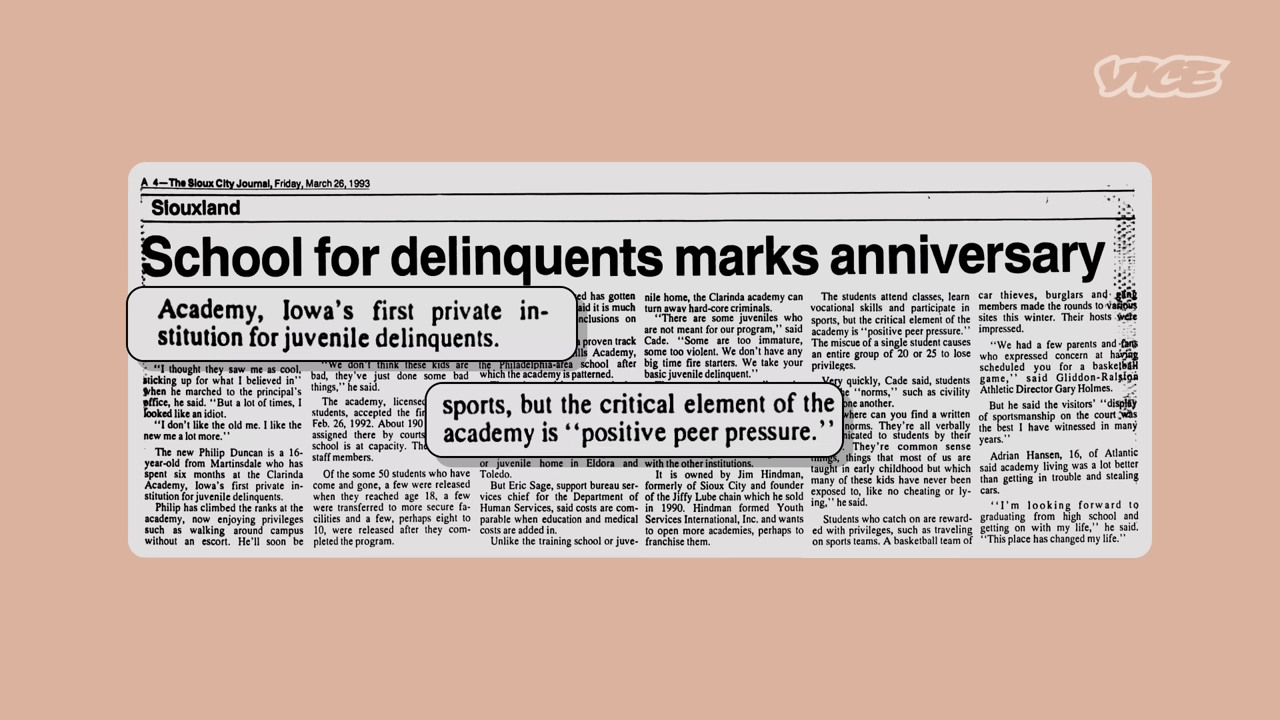 VICE
A 4—The Sioux City Journal, Friday, March 26, 1993
Siouxland
School for delinquents marks anniversary
Academy, Iowa's first private in-
stitution for juvenile delinquents.
"I thought they saw me as cool,
sticking up for what I believed in"
when he marched to the principal's
office, he said. "But a lot of times, I
looked like an idiot.
"I don't like the old me. I like the
new me a lot more."
The new Philip Duncan is a 16-
year-old from Martinsdale who has
spent six months at the Clarinda
Academy, Iowa's first private in-
stitution for juvenile delinquents.
Philip has climbed the ranks at the
academy, now enjoying privileges
such as walking around campus
without an escort. He'll soon be
"We don't think these kids are
bad, they've just done some bad
things," he said.
The academy, license
students, accepted the fir
Feb. 26, 1992. About 190
assigned there by courts
school is at capacity. The
staff members.
Of the some 50 students who have
come and gone, a few were released
when they reached age 18, a few
were transferred to more secure fa-
cilities and a few, perhaps eight to
10, were released after they com-
pleted the program.
ed has gotten
aid it is much
nclusions on
proven track
lls Academy,
the Philadelphia-area school after
which the academy is patterned.
sports, but the critical element of the
academy is "positive peer pressure."
or juvenile home in Eldora and
Toledo.
But Eric Sage, support bureau ser-
vices chief for the Department of
Human Services, said costs are com-
parable when education and medical
costs are added in.
Unlike the training school or juve-
nile home, the Clarinda academy can
turn away hard-core criminals.
"There are some juveniles who
are not meant for our program," said
Cade. "Some are too immature,
some too violent. We don't have any
big time fire starters. We take your
basic juvenile delinquent."
with the other institutions.
It is owned by Jim Hindman,
formerly of Sioux City and founder
of the Jiffy Lube chain which he sold
in 1990. Hindman formed Youth
Services International, Inc. and wants
to open more academies, perhaps to
franchise them.
The students attend classes, learn
vocational skills and participate in
sports, but the critical element of the
academy is "positive peer pressure."
The miscue of a single student causes
an entire group of 20 or 25 to lose
privileges.
Very quickly, Cade said, students
the "norms," such as civility
one another.
where can you find a written
norms. They're all verbally
nicated to students by their
things, things that most of us are
taught in early childhood but which
many of these kids have never been
exposed to, like no cheating or ly-
ing," he said.
Students who catch on are reward-
ed with privileges, such as traveling
on sports teams. A basketball team of
car thieves, burglars and gang
members made the rounds to various
sites this winter. Their hosts were
impressed.
"We had a few parents and fans
who expressed concern at having
scheduled you for a basketball
game," said Gliddon-Ralston
Athletic Director Gary Holmes.
But he said the visitors' "display
of sportsmanship on the court was
the best I have witnessed in many
years."
Adrian Hansen, 16, of Atlantic
said academy living was a lot better
than getting in trouble and stealing
cars.
"I'm looking forward to
graduating from high school and
getting on with my life," he said.
"This place has changed my life."